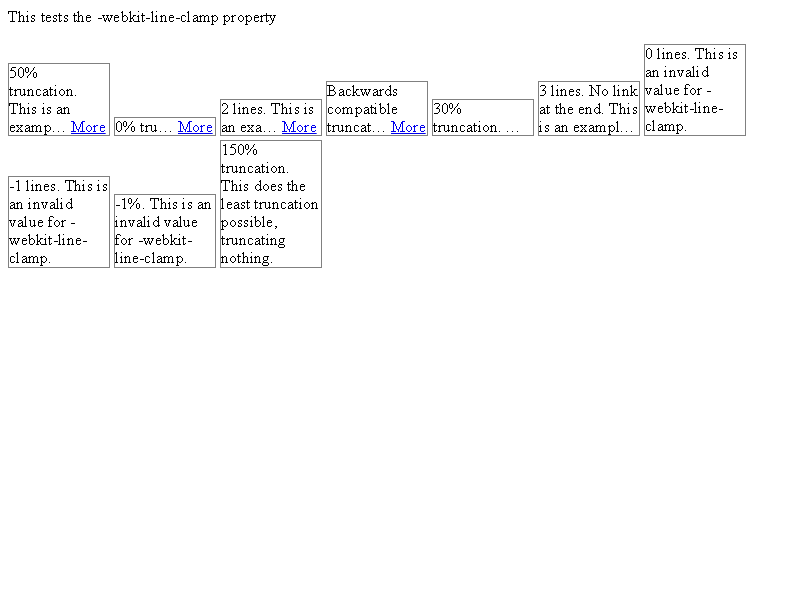 This tests the -webkit-line-clamp property
50%
truncation.
This is an
examp... More
0% tru... More
2 lines. This is
an exa... More
Backwards
compatible
truncat... More
30%
truncation. ...
3 lines. No link
at the end. This
is an exampl...
0 lines. This is
an invalid
value for -
webkit-line-
clamp.
-1 lines. This is
an invalid
value for -
webkit-line-
clamp.
-1%. This is an
invalid value
for -webkit-
line-clamp.
150%
truncation.
This does the
least truncation
possible,
truncating
nothing.